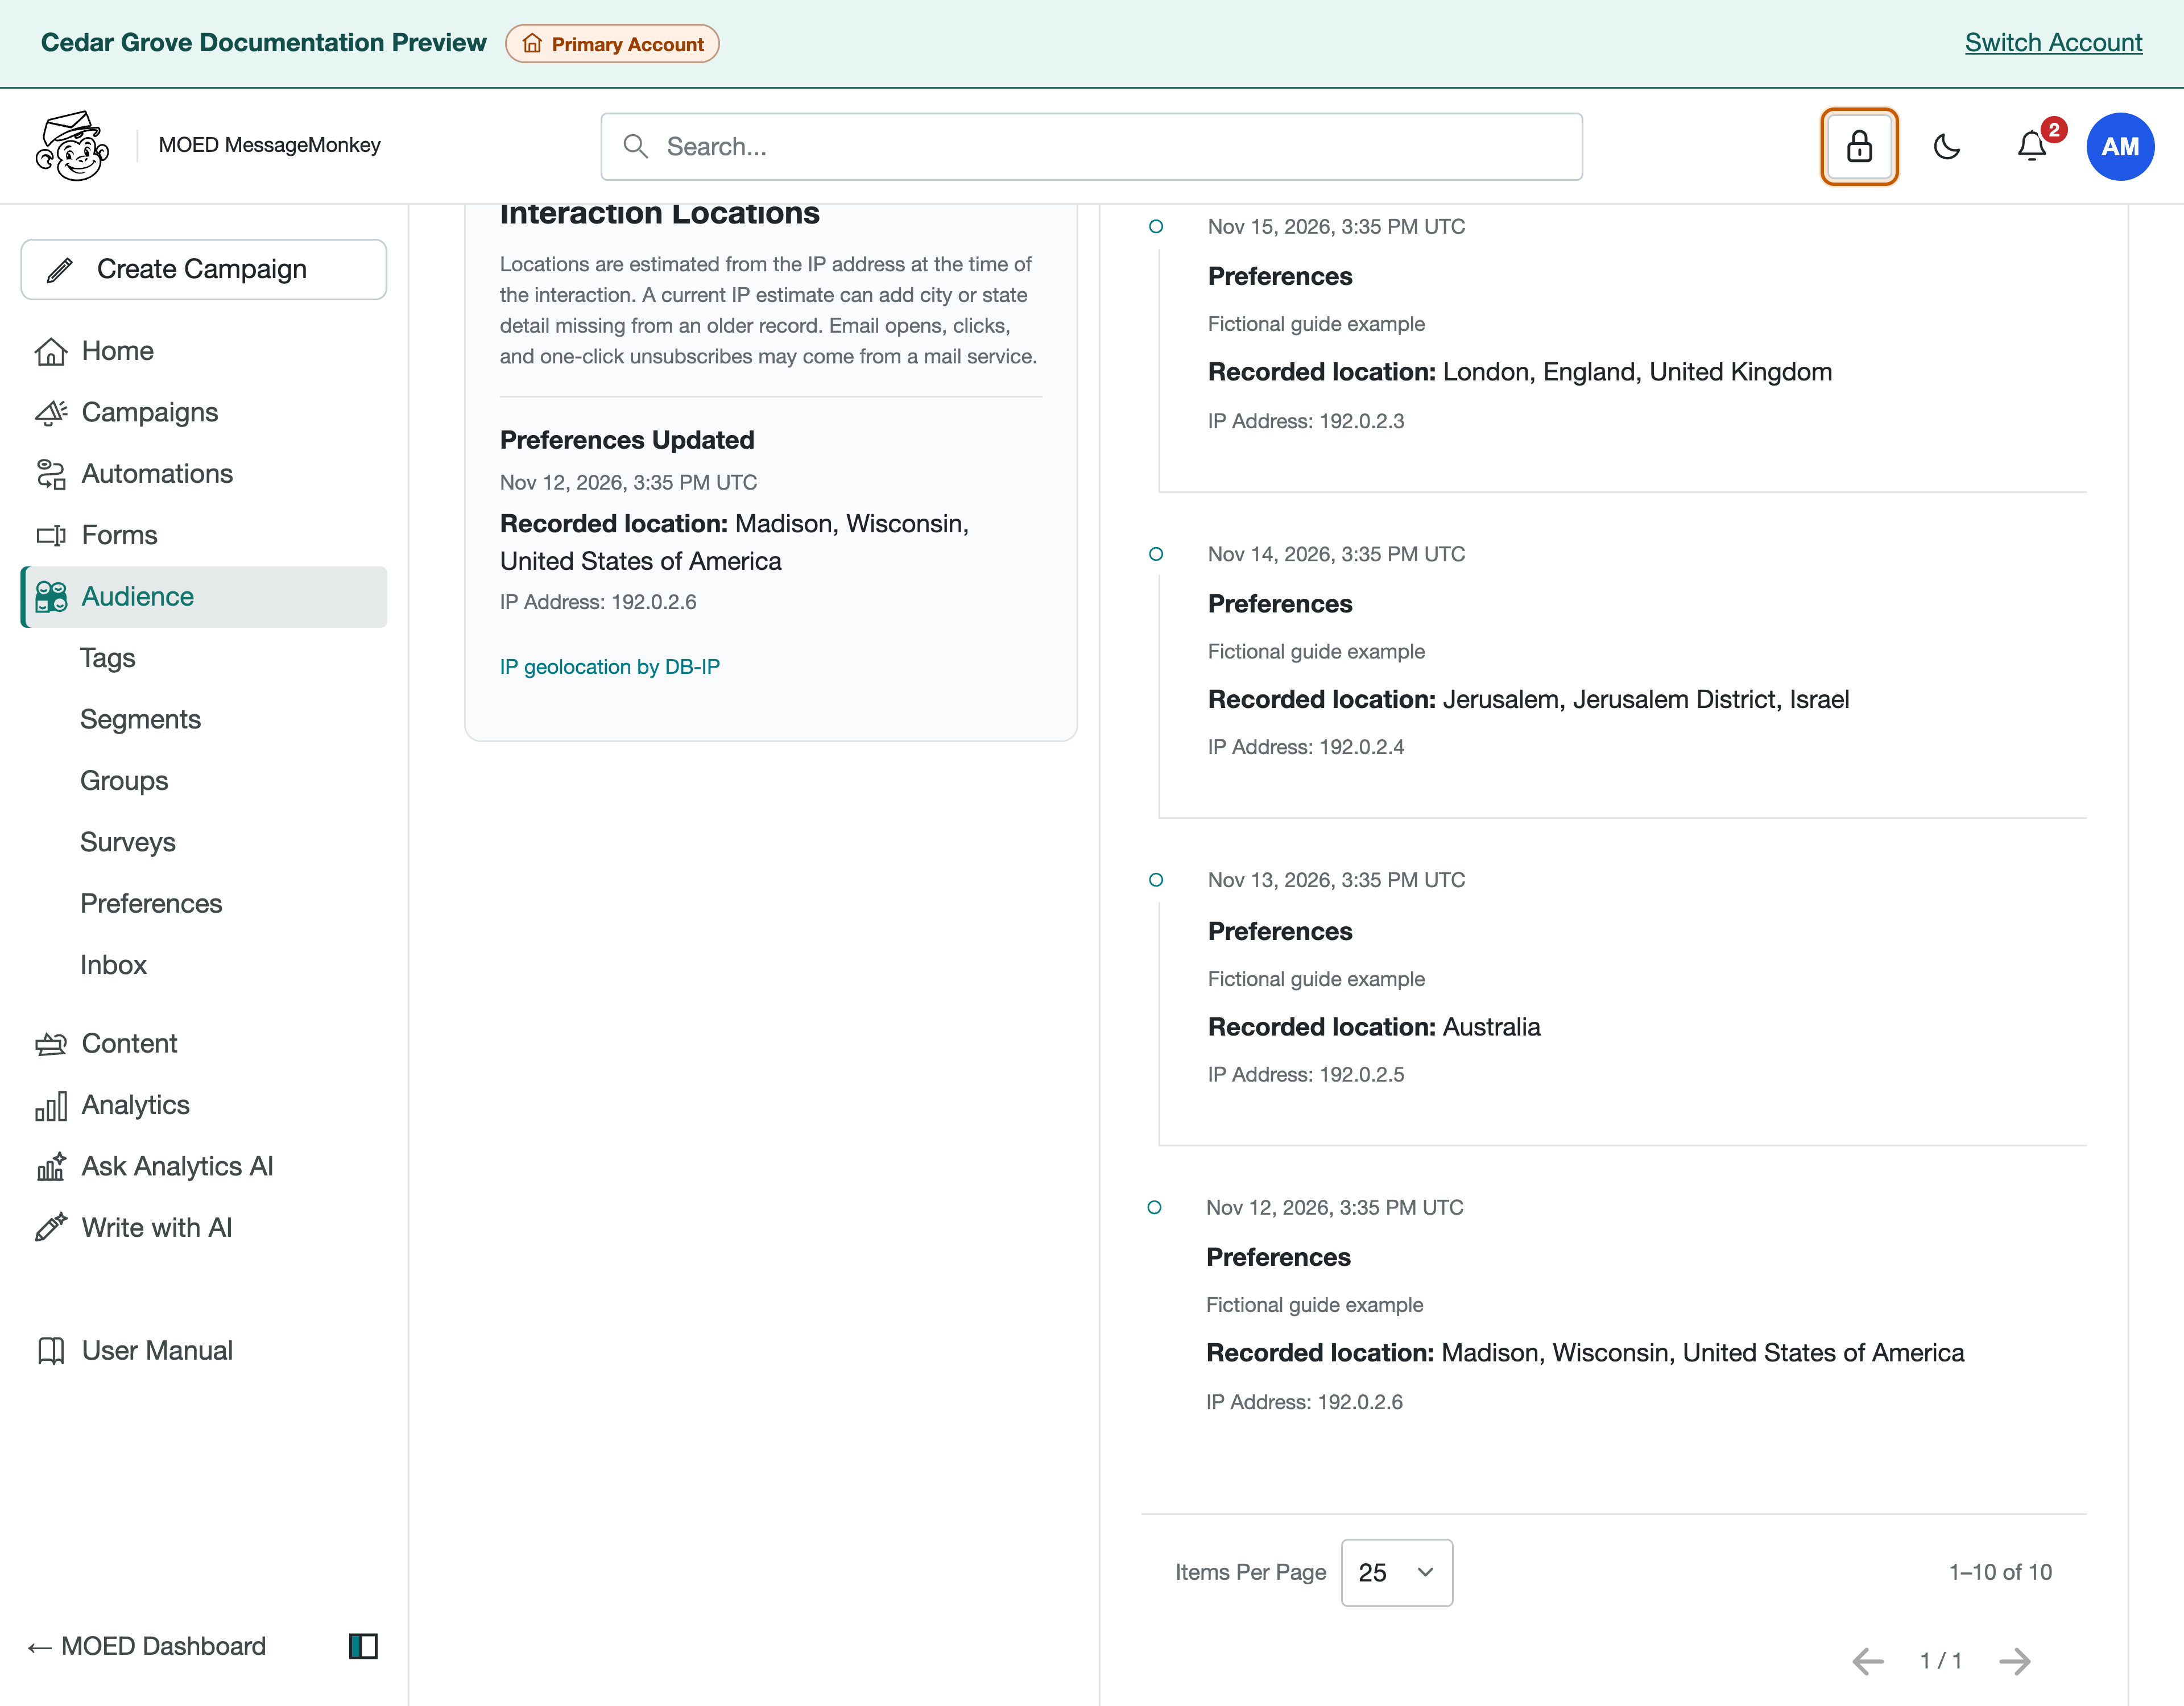 Cedar Grove Documentation Preview
Primary Account
Switch Account
MOED MessageMonkey
Search...
2
AM
Create Campaign
Home
Campaigns
Automations
Forms
Audience
Tags
Segments
Groups
Surveys
Preferences
Inbox
Content
Analytics
Ask Analytics AI
Write with AI
User Manual
← MOED Dashboard
Interaction Locations
Locations are estimated from the IP address at the time of
the interaction. A current IP estimate can add city or state
detail missing from an older record. Email opens, clicks,
and one-click unsubscribes may come from a mail service.
Preferences Updated
Nov 12, 2026, 3:35 PM UTC
Recorded location: Madison, Wisconsin,
United States of America
IP Address: 192.0.2.6
IP geolocation by DB-IP
Nov 15, 2026, 3:35 PM UTC
Preferences
Fictional guide example
Recorded location: London, England, United Kingdom
IP Address: 192.0.2.3
Nov 14, 2026, 3:35 PM UTC
Preferences
Fictional guide example
Recorded location: Jerusalem, Jerusalem District, Israel
IP Address: 192.0.2.4
Nov 13, 2026, 3:35 PM UTC
Preferences
Fictional guide example
Recorded location: Australia
IP Address: 192.0.2.5
Nov 12, 2026, 3:35 PM UTC
Preferences
Fictional guide example
Recorded location: Madison, Wisconsin, United States of America
IP Address: 192.0.2.6
Items Per Page
25
1–10 of 10
1 / 1